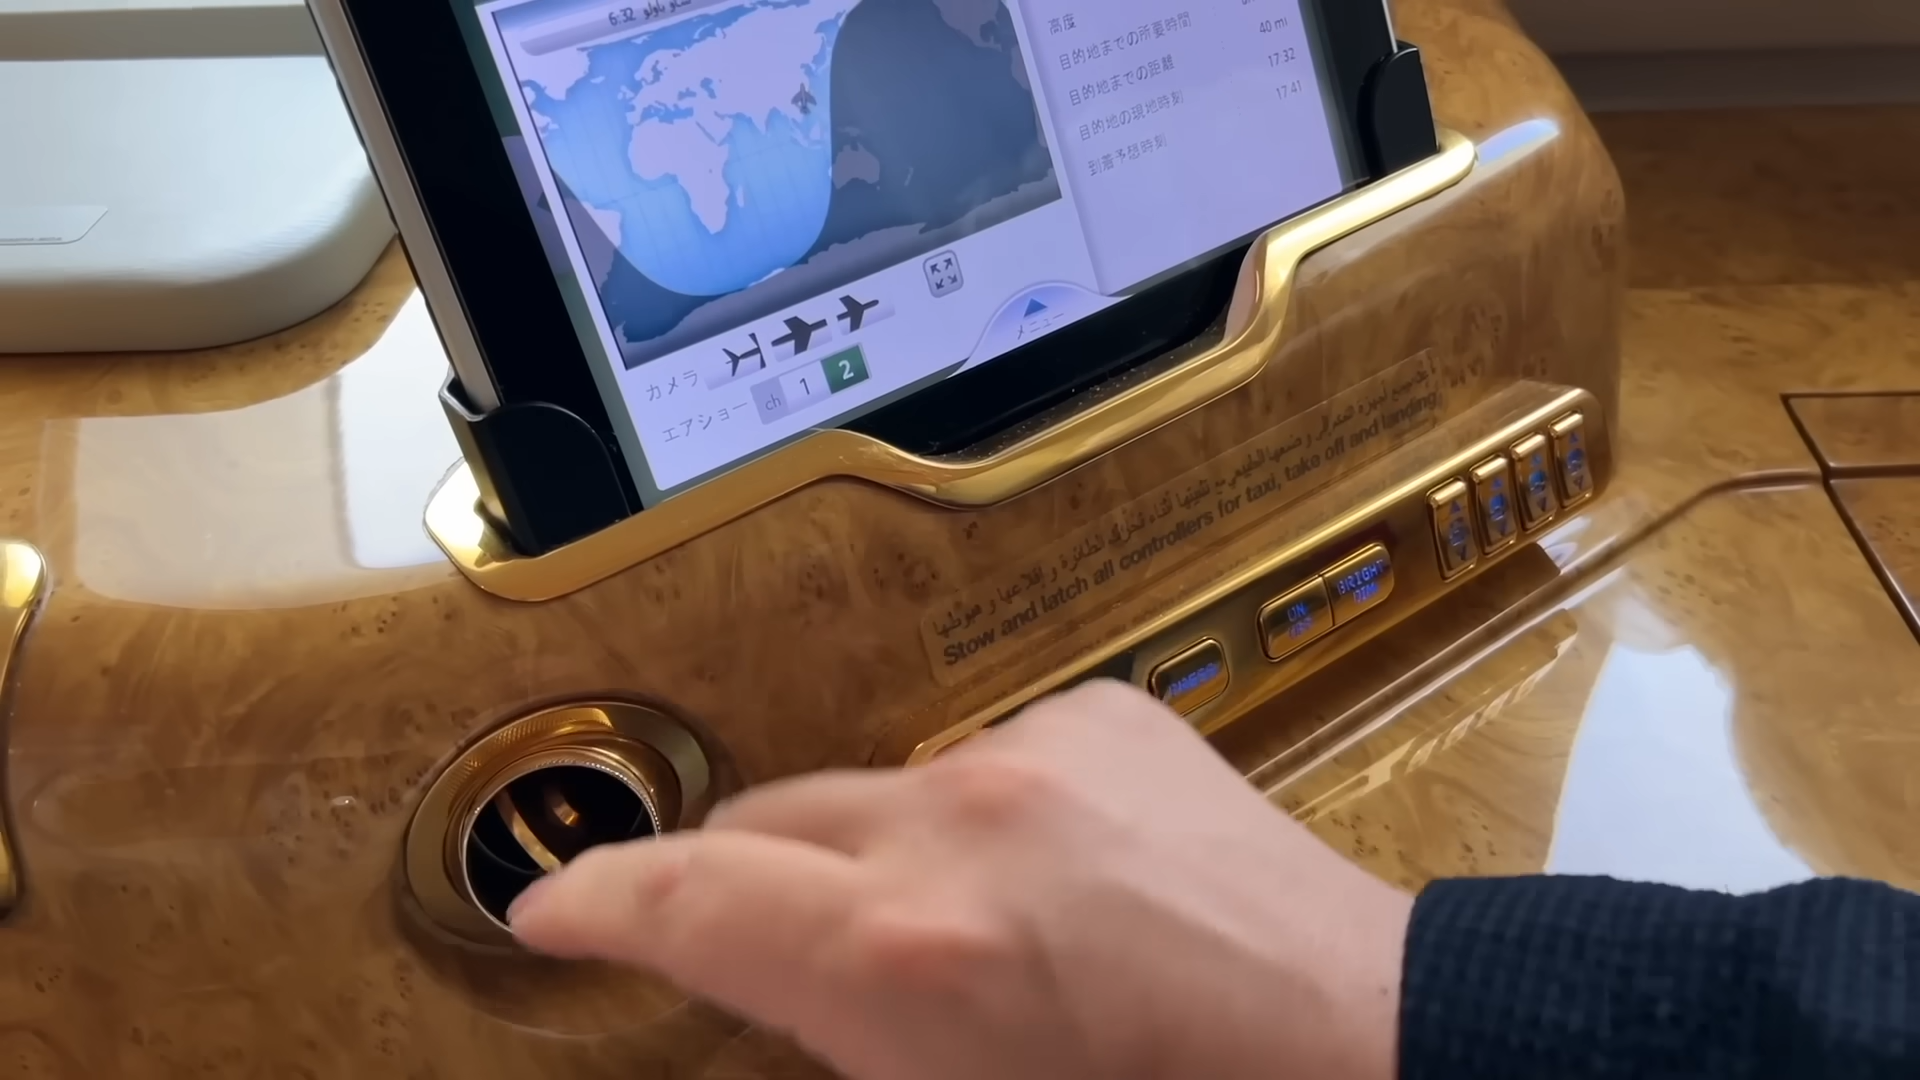 6:32 ساو باولو
高度
目的地までの所要時間
目的地までの距離 40 mi
目的地の現地時刻 17 32
到着予想時刻 17 41
メニュー
カメラ
エアショー ch 1 2
Stow and latch all controllers for taxi, take off and landing
BRIGHT
DIM
ON